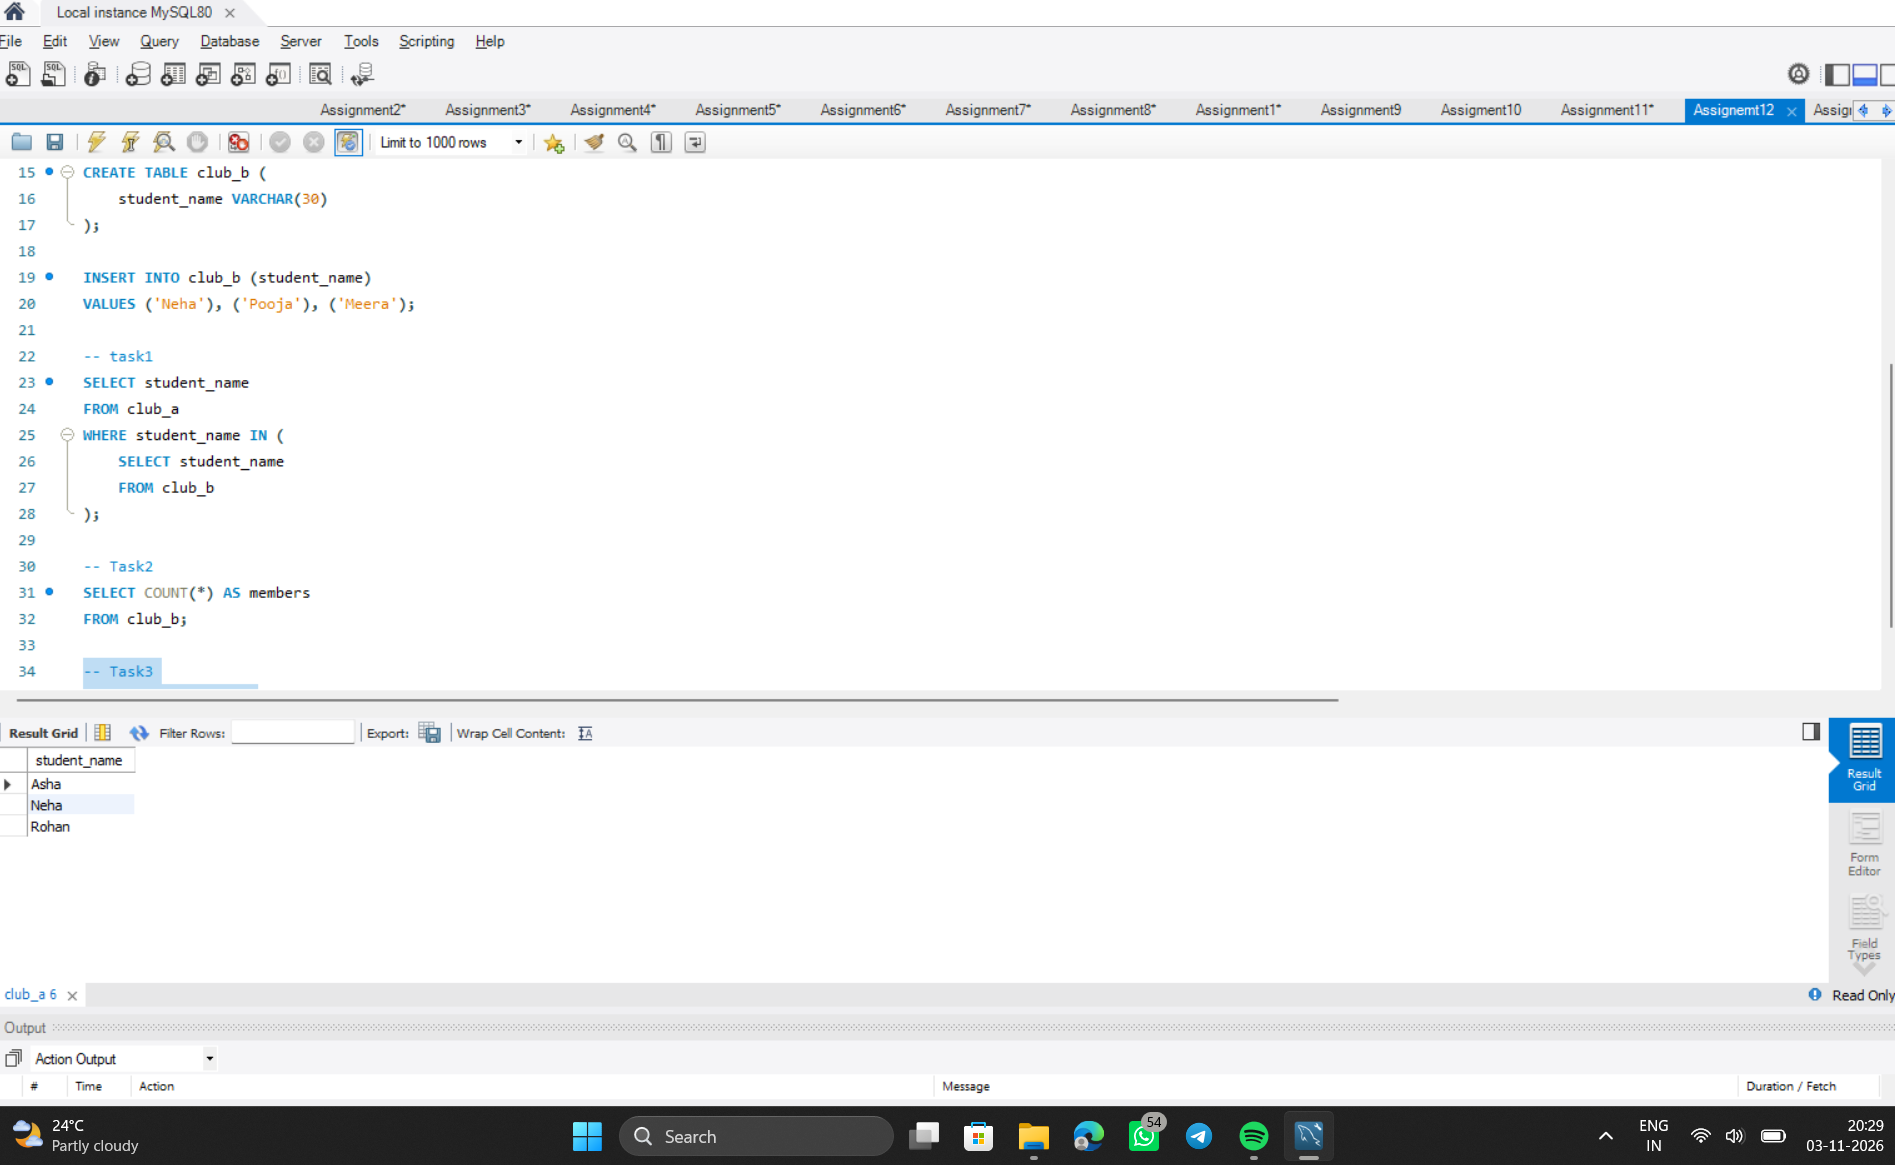 Local instance MySQL80
File Edit View Query Database Server Tools Scripting Help
Assignment2* Assignment3* Assignment4* Assignment5* Assignment6* Assignment7* Assignment8* Assignment1* Assignment9 Assigment10 Assignment11* Assignemt12 Assig
Limit to 1000 rows
15 CREATE TABLE club_b (
16 student_name VARCHAR(30)
17 );
18
19 INSERT INTO club_b (student_name)
20 VALUES ('Neha'), ('Pooja'), ('Meera');
21
22 -- task1
23 SELECT student_name
24 FROM club_a
25 WHERE student_name IN (
26 SELECT student_name
27 FROM club_b
28 );
29
30 -- Task2
31 SELECT COUNT(*) AS members
32 FROM club_b;
33
34 -- Task3
Result Grid Filter Rows: Export: Wrap Cell Content:
student_name
Asha
Neha
Rohan
Result
Grid
Form
Editor
Field
Types
club_a 6
Read Only
Output
Action Output
# Time Action Message Duration / Fetch
24°C
Partly cloudy
Search
54
ENG
IN
20:29
03-11-2026